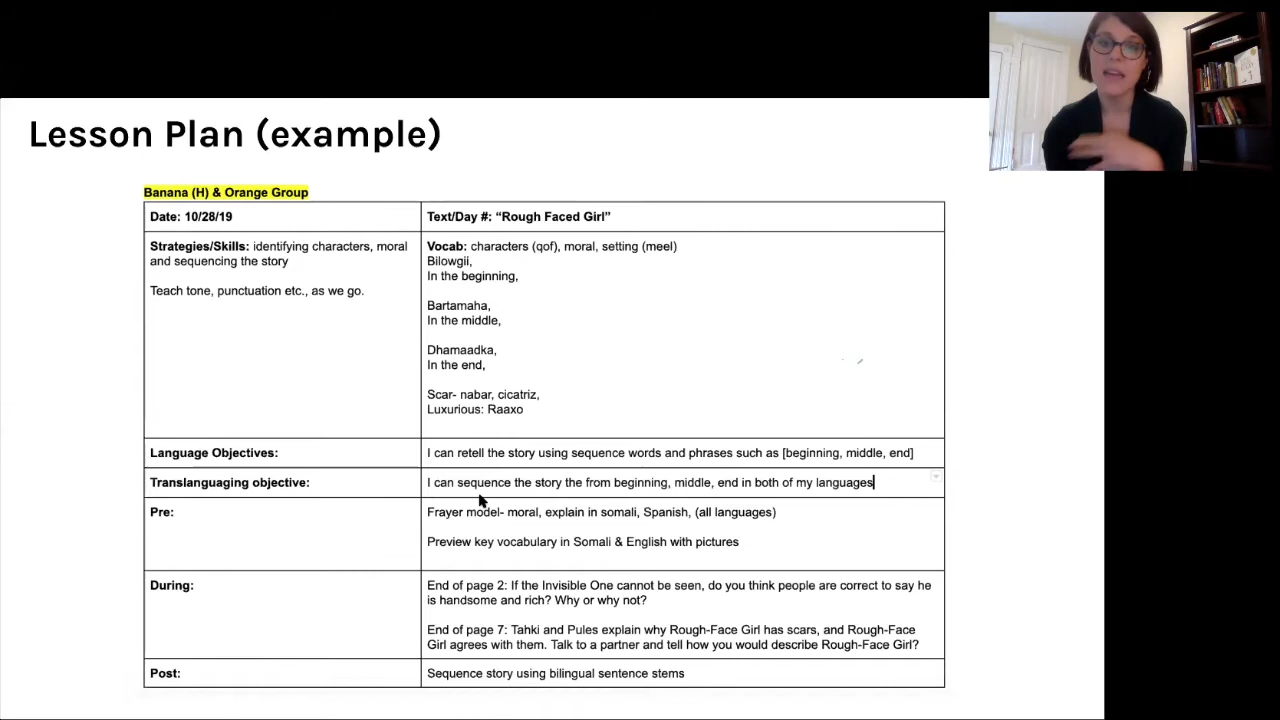 Lesson Plan (example)
Banana (H) & Orange Group
Date: 10/28/19
Text/Day #: “Rough Faced Girl”
Strategies/Skills: identifying characters, moral
and sequencing the story
Teach tone, punctuation etc., as we go.
Vocab: characters (qof), moral, setting (meel)
Bilowgii,
In the beginning,
Bartamaha,
In the middle,
Dhamaadka,
In the end,
Scar- nabar, cicatriz,
Luxurious: Raaxo
Language Objectives:
I can retell the story using sequence words and phrases such as [beginning, middle, end]
Translanguaging objective:
I can sequence the story the from beginning, middle, end in both of my languages
Pre:
Frayer model- moral, explain in somali, Spanish, (all languages)
Preview key vocabulary in Somali & English with pictures
During:
End of page 2: If the Invisible One cannot be seen, do you think people are correct to say he
is handsome and rich? Why or why not?
End of page 7: Tahki and Pules explain why Rough-Face Girl has scars, and Rough-Face
Girl agrees with them. Talk to a partner and tell how you would describe Rough-Face Girl?
Post:
Sequence story using bilingual sentence stems